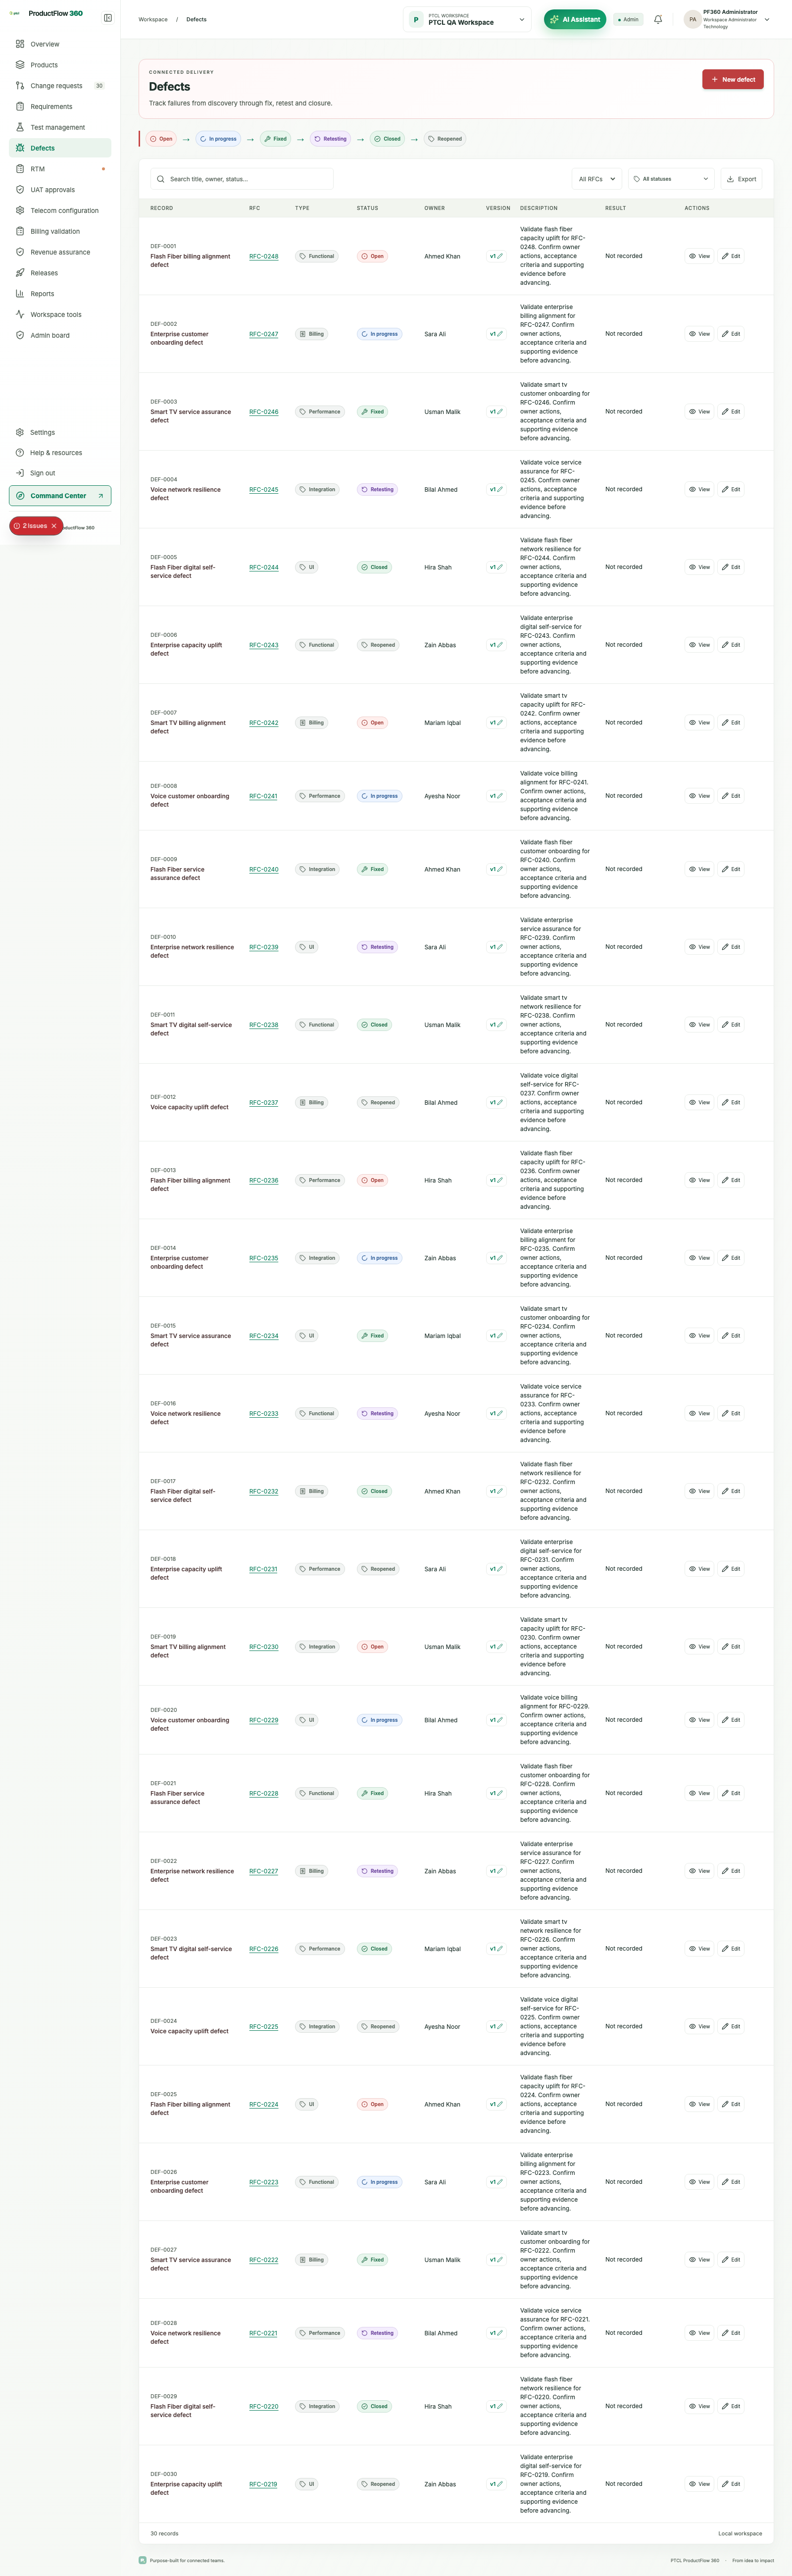 ProductFlow 360
Overview
Products
Change requests 30
Requirements
Test management
Defects
RTM
UAT approvals
Telecom configuration
Billing validation
Revenue assurance
Releases
Reports
Workspace tools
Admin board
Settings
Help & resources
Sign out
Command Center
2 Issues
ProductFlow 360
Workspace / Defects
P
PTCL WORKSPACE
PTCL QA Workspace
AI Assistant
Admin
PA
PF360 Administrator
Workspace Administrator
Technology
CONNECTED DELIVERY
Defects
Track failures from discovery through fix, retest and closure.
New defect
Open → In progress → Fixed → Retesting → Closed → Reopened
Search title, owner, status...
All RFCs
All statuses
Export
RECORD RFC TYPE STATUS OWNER VERSION DESCRIPTION RESULT ACTIONS
DEF-0001
Flash Fiber billing alignment
defect
RFC-0248 Functional Open Ahmed Khan v1
Validate flash fiber
capacity uplift for RFC-
0248. Confirm owner
actions, acceptance
criteria and supporting
evidence before
advancing.
Not recorded View Edit
DEF-0002
Enterprise customer
onboarding defect
RFC-0247 Billing In progress Sara Ali v1
Validate enterprise
billing alignment for
RFC-0247. Confirm
owner actions,
acceptance criteria and
supporting evidence
before advancing.
Not recorded View Edit
DEF-0003
Smart TV service assurance
defect
RFC-0246 Performance Fixed Usman Malik v1
Validate smart tv
customer onboarding for
RFC-0246. Confirm
owner actions,
acceptance criteria and
supporting evidence
before advancing.
Not recorded View Edit
DEF-0004
Voice network resilience
defect
RFC-0245 Integration Retesting Bilal Ahmed v1
Validate voice service
assurance for RFC-
0245. Confirm owner
actions, acceptance
criteria and supporting
evidence before
advancing.
Not recorded View Edit
DEF-0005
Flash Fiber digital self-
service defect
RFC-0244 UI Closed Hira Shah v1
Validate flash fiber
network resilience for
RFC-0244. Confirm
owner actions,
acceptance criteria and
supporting evidence
before advancing.
Not recorded View Edit
DEF-0006
Enterprise capacity uplift
defect
RFC-0243 Functional Reopened Zain Abbas v1
Validate enterprise
digital self-service for
RFC-0243. Confirm
owner actions,
acceptance criteria and
supporting evidence
before advancing.
Not recorded View Edit
DEF-0007
Smart TV billing alignment
defect
RFC-0242 Billing Open Mariam Iqbal v1
Validate smart tv
capacity uplift for RFC-
0242. Confirm owner
actions, acceptance
criteria and supporting
evidence before
advancing.
Not recorded View Edit
DEF-0008
Voice customer onboarding
defect
RFC-0241 Performance In progress Ayesha Noor v1
Validate voice billing
alignment for RFC-0241.
Confirm owner actions,
acceptance criteria and
supporting evidence
before advancing.
Not recorded View Edit
DEF-0009
Flash Fiber service
assurance defect
RFC-0240 Integration Fixed Ahmed Khan v1
Validate flash fiber
customer onboarding for
RFC-0240. Confirm
owner actions,
acceptance criteria and
supporting evidence
before advancing.
Not recorded View Edit
DEF-0010
Enterprise network resilience
defect
RFC-0239 UI Retesting Sara Ali v1
Validate enterprise
service assurance for
RFC-0239. Confirm
owner actions,
acceptance criteria and
supporting evidence
before advancing.
Not recorded View Edit
DEF-0011
Smart TV digital self-service
defect
RFC-0238 Functional Closed Usman Malik v1
Validate smart tv
network resilience for
RFC-0238. Confirm
owner actions,
acceptance criteria and
supporting evidence
before advancing.
Not recorded View Edit
DEF-0012
Voice capacity uplift defect
RFC-0237 Billing Reopened Bilal Ahmed v1
Validate voice digital
self-service for RFC-
0237. Confirm owner
actions, acceptance
criteria and supporting
evidence before
advancing.
Not recorded View Edit
DEF-0013
Flash Fiber billing alignment
defect
RFC-0236 Performance Open Hira Shah v1
Validate flash fiber
capacity uplift for RFC-
0236. Confirm owner
actions, acceptance
criteria and supporting
evidence before
advancing.
Not recorded View Edit
DEF-0014
Enterprise customer
onboarding defect
RFC-0235 Integration In progress Zain Abbas v1
Validate enterprise
billing alignment for
RFC-0235. Confirm
owner actions,
acceptance criteria and
supporting evidence
before advancing.
Not recorded View Edit
DEF-0015
Smart TV service assurance
defect
RFC-0234 UI Fixed Mariam Iqbal v1
Validate smart tv
customer onboarding for
RFC-0234. Confirm
owner actions,
acceptance criteria and
supporting evidence
before advancing.
Not recorded View Edit
DEF-0016
Voice network resilience
defect
RFC-0233 Functional Retesting Ayesha Noor v1
Validate voice service
assurance for RFC-
0233. Confirm owner
actions, acceptance
criteria and supporting
evidence before
advancing.
Not recorded View Edit
DEF-0017
Flash Fiber digital self-
service defect
RFC-0232 Billing Closed Ahmed Khan v1
Validate flash fiber
network resilience for
RFC-0232. Confirm
owner actions,
acceptance criteria and
supporting evidence
before advancing.
Not recorded View Edit
DEF-0018
Enterprise capacity uplift
defect
RFC-0231 Performance Reopened Sara Ali v1
Validate enterprise
digital self-service for
RFC-0231. Confirm
owner actions,
acceptance criteria and
supporting evidence
before advancing.
Not recorded View Edit
DEF-0019
Smart TV billing alignment
defect
RFC-0230 Integration Open Usman Malik v1
Validate smart tv
capacity uplift for RFC-
0230. Confirm owner
actions, acceptance
criteria and supporting
evidence before
advancing.
Not recorded View Edit
DEF-0020
Voice customer onboarding
defect
RFC-0229 UI In progress Bilal Ahmed v1
Validate voice billing
alignment for RFC-0229.
Confirm owner actions,
acceptance criteria and
supporting evidence
before advancing.
Not recorded View Edit
DEF-0021
Flash Fiber service
assurance defect
RFC-0228 Functional Fixed Hira Shah v1
Validate flash fiber
customer onboarding for
RFC-0228. Confirm
owner actions,
acceptance criteria and
supporting evidence
before advancing.
Not recorded View Edit
DEF-0022
Enterprise network resilience
defect
RFC-0227 Billing Retesting Zain Abbas v1
Validate enterprise
service assurance for
RFC-0227. Confirm
owner actions,
acceptance criteria and
supporting evidence
before advancing.
Not recorded View Edit
DEF-0023
Smart TV digital self-service
defect
RFC-0226 Performance Closed Mariam Iqbal v1
Validate smart tv
network resilience for
RFC-0226. Confirm
owner actions,
acceptance criteria and
supporting evidence
before advancing.
Not recorded View Edit
DEF-0024
Voice capacity uplift defect
RFC-0225 Integration Reopened Ayesha Noor v1
Validate voice digital
self-service for RFC-
0225. Confirm owner
actions, acceptance
criteria and supporting
evidence before
advancing.
Not recorded View Edit
DEF-0025
Flash Fiber billing alignment
defect
RFC-0224 UI Open Ahmed Khan v1
Validate flash fiber
capacity uplift for RFC-
0224. Confirm owner
actions, acceptance
criteria and supporting
evidence before
advancing.
Not recorded View Edit
DEF-0026
Enterprise customer
onboarding defect
RFC-0223 Functional In progress Sara Ali v1
Validate enterprise
billing alignment for
RFC-0223. Confirm
owner actions,
acceptance criteria and
supporting evidence
before advancing.
Not recorded View Edit
DEF-0027
Smart TV service assurance
defect
RFC-0222 Billing Fixed Usman Malik v1
Validate smart tv
customer onboarding for
RFC-0222. Confirm
owner actions,
acceptance criteria and
supporting evidence
before advancing.
Not recorded View Edit
DEF-0028
Voice network resilience
defect
RFC-0221 Performance Retesting Bilal Ahmed v1
Validate voice service
assurance for RFC-0221.
Confirm owner actions,
acceptance criteria and
supporting evidence
before advancing.
Not recorded View Edit
DEF-0029
Flash Fiber digital self-
service defect
RFC-0220 Integration Closed Hira Shah v1
Validate flash fiber
network resilience for
RFC-0220. Confirm
owner actions,
acceptance criteria and
supporting evidence
before advancing.
Not recorded View Edit
DEF-0030
Enterprise capacity uplift
defect
RFC-0219 UI Reopened Zain Abbas v1
Validate enterprise
digital self-service for
RFC-0219. Confirm
owner actions,
acceptance criteria and
supporting evidence
before advancing.
Not recorded View Edit
30 records Local workspace
Purpose-built for connected teams. PTCL ProductFlow 360 · From idea to impact